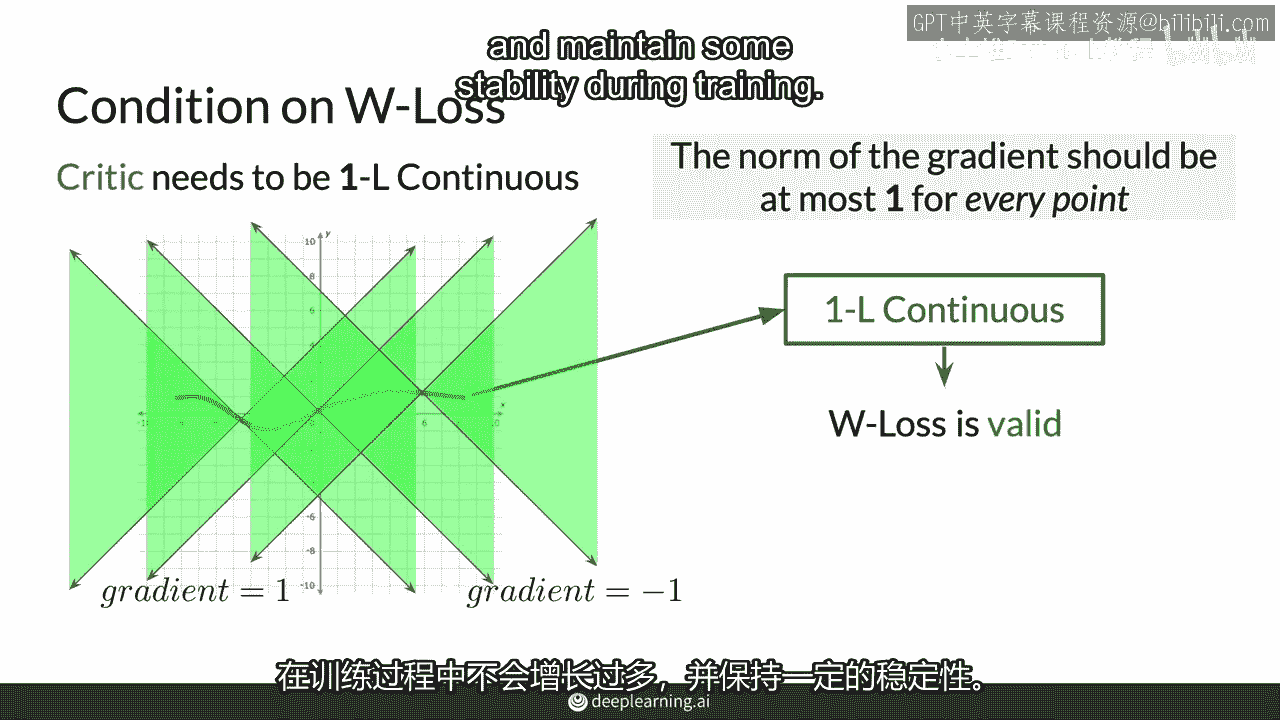 GPT中英字幕课程资源@bilibili.com
and maintain some
stability during training.
Condition on W-Loss
Critic needs to be 1-L Continuous
The norm of the gradient should be
at most 1 for every point
1-L Continuous
W-Loss is valid
gradient = 1
gradient = −1
在训练过程中不会增长过多，并保持一定的稳定性。
deeplearning.ai